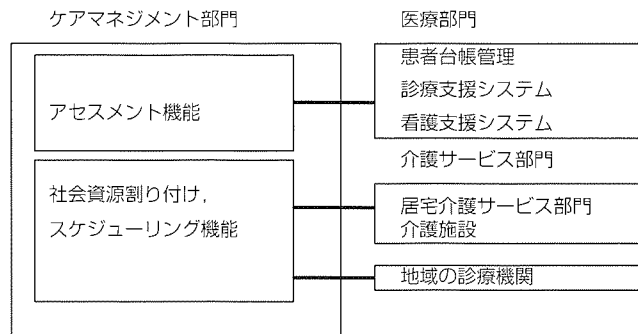 ケアマネジメント部門
アセスメント機能
社会資源割り付け,
スケジューリング機能
医療部門
患者台帳管理
診療支援システム
看護支援システム
介護サービス部門
居宅介護サービス部門
介護施設
地域の診療機関